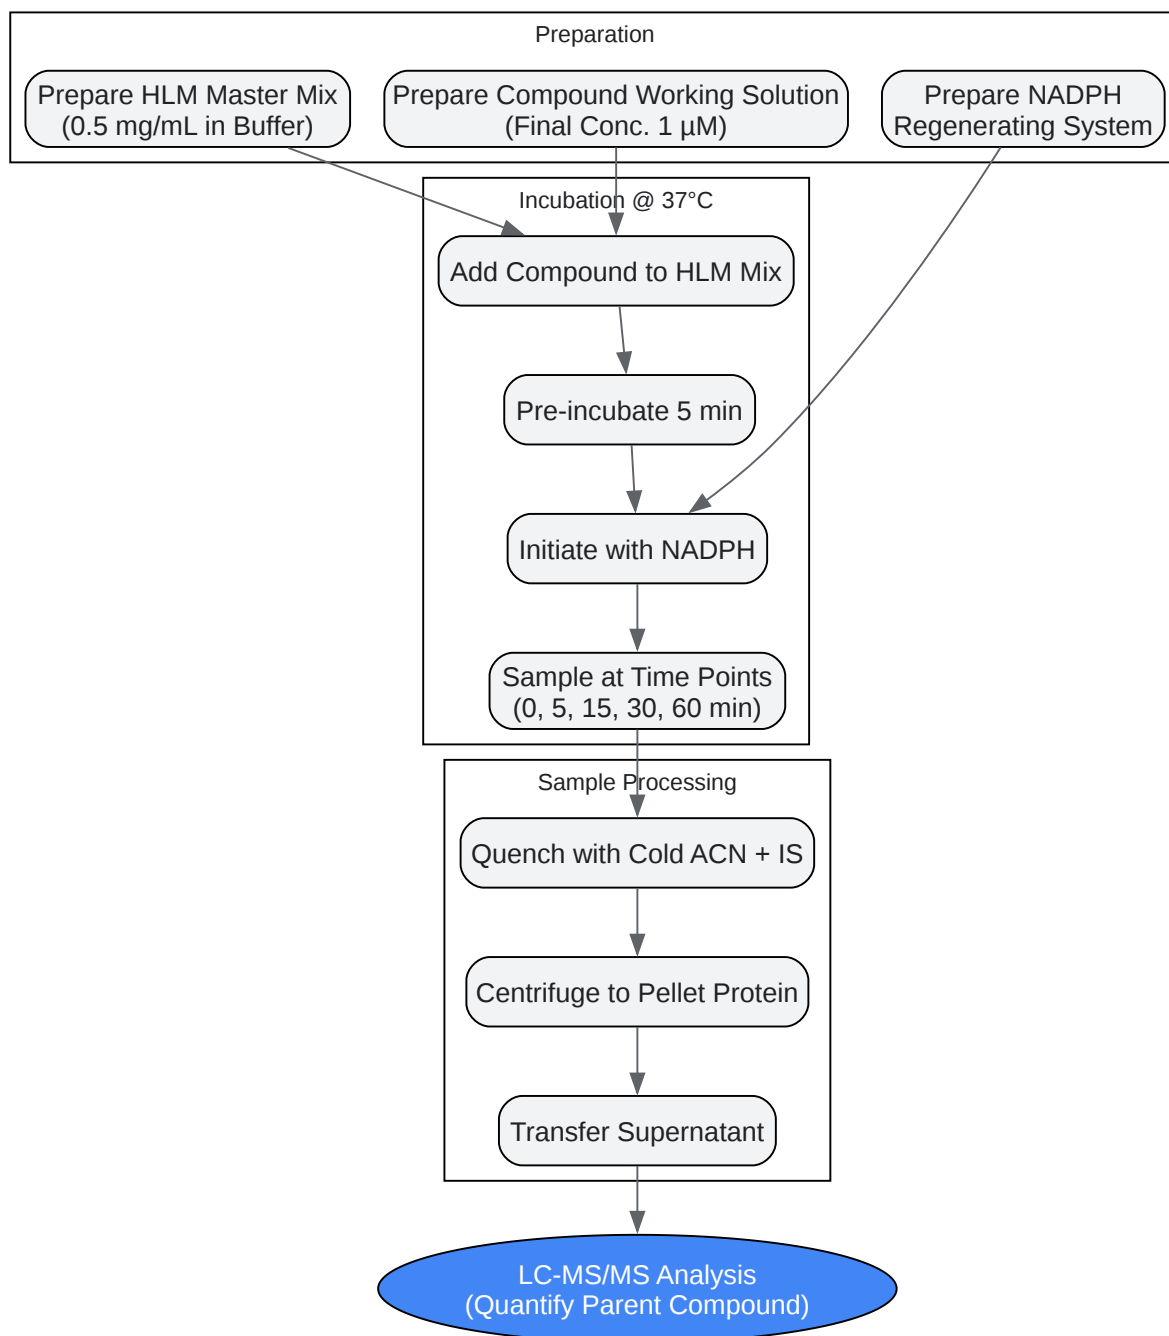 Preparation
Prepare HLM Master Mix
(0.5 mg/mL in Buffer)
Prepare Compound Working Solution
(Final Conc. 1 µM)
Prepare NADPH
Regenerating System
Incubation @ 37°C
Add Compound to HLM Mix
Pre-incubate 5 min
Initiate with NADPH
Sample at Time Points
(0, 5, 15, 30, 60 min)
Sample Processing
Quench with Cold ACN + IS
Centrifuge to Pellet Protein
Transfer Supernatant
LC-MS/MS Analysis
(Quantify Parent Compound)